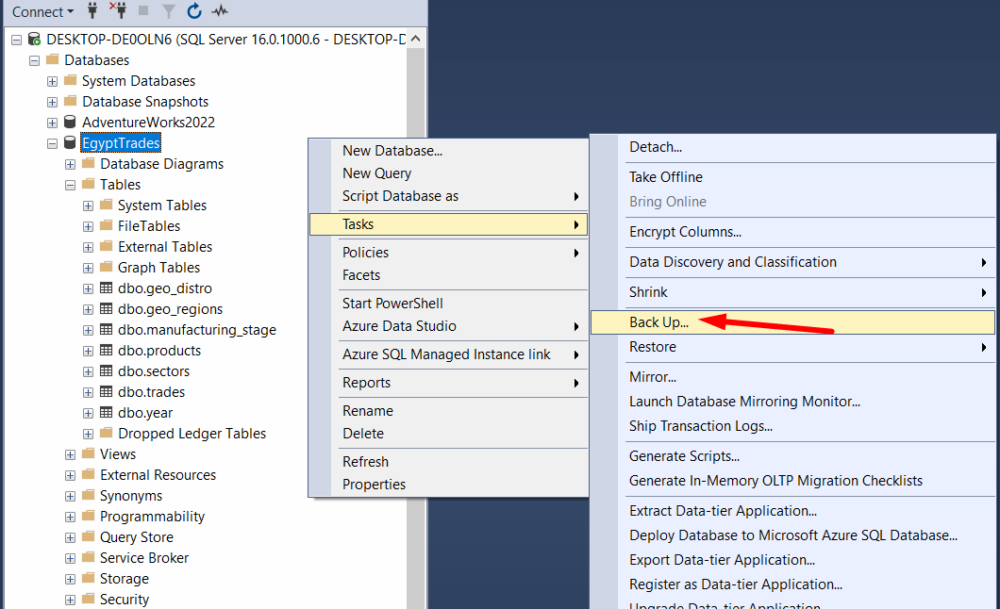 Connect
DESKTOP-DE0OLN6 (SQL Server 16.0.1000.6 - DESKTOP-D
Databases
System Databases
Database Snapshots
AdventureWorks2022
EgyptTrades
Database Diagrams
Tables
System Tables
FileTables
External Tables
Graph Tables
dbo.geo_distro
dbo.geo_regions
dbo.manufacturing_stage
dbo.products
dbo.sectors
dbo.trades
dbo.year
Dropped Ledger Tables
Views
External Resources
Synonyms
Programmability
Query Store
Service Broker
Storage
Security
New Database...
New Query
Script Database as
Tasks
Policies
Facets
Start PowerShell
Azure Data Studio
Azure SQL Managed Instance link
Reports
Rename
Delete
Refresh
Properties
Detach...
Take Offline
Bring Online
Encrypt Columns...
Data Discovery and Classification
Shrink
Back Up...
Restore
Mirror...
Launch Database Mirroring Monitor...
Ship Transaction Logs...
Generate Scripts...
Generate In-Memory OLTP Migration Checklists
Extract Data-tier Application...
Deploy Database to Microsoft Azure SQL Database...
Export Data-tier Application...
Register as Data-tier Application...
Upgrade Data-tier Application